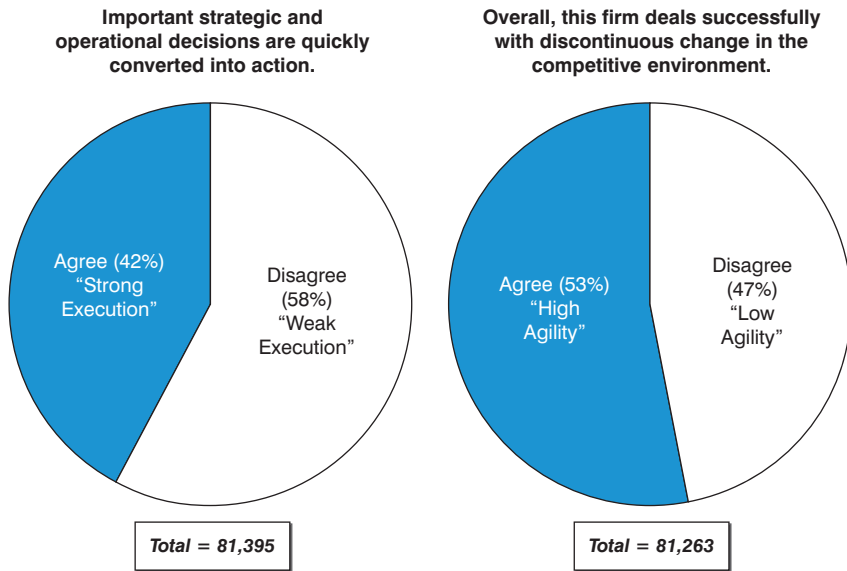 Important strategic and
operational decisions are quickly
converted into action.
Agree (42%)
“Strong
Execution”
Disagree
(58%)
“Weak
Execution”
Total = 81,395
Overall, this firm deals successfully
with discontinuous change in the
competitive environment.
Agree (53%)
“High
Agility”
Disagree
(47%)
“Low
Agility”
Total = 81,263